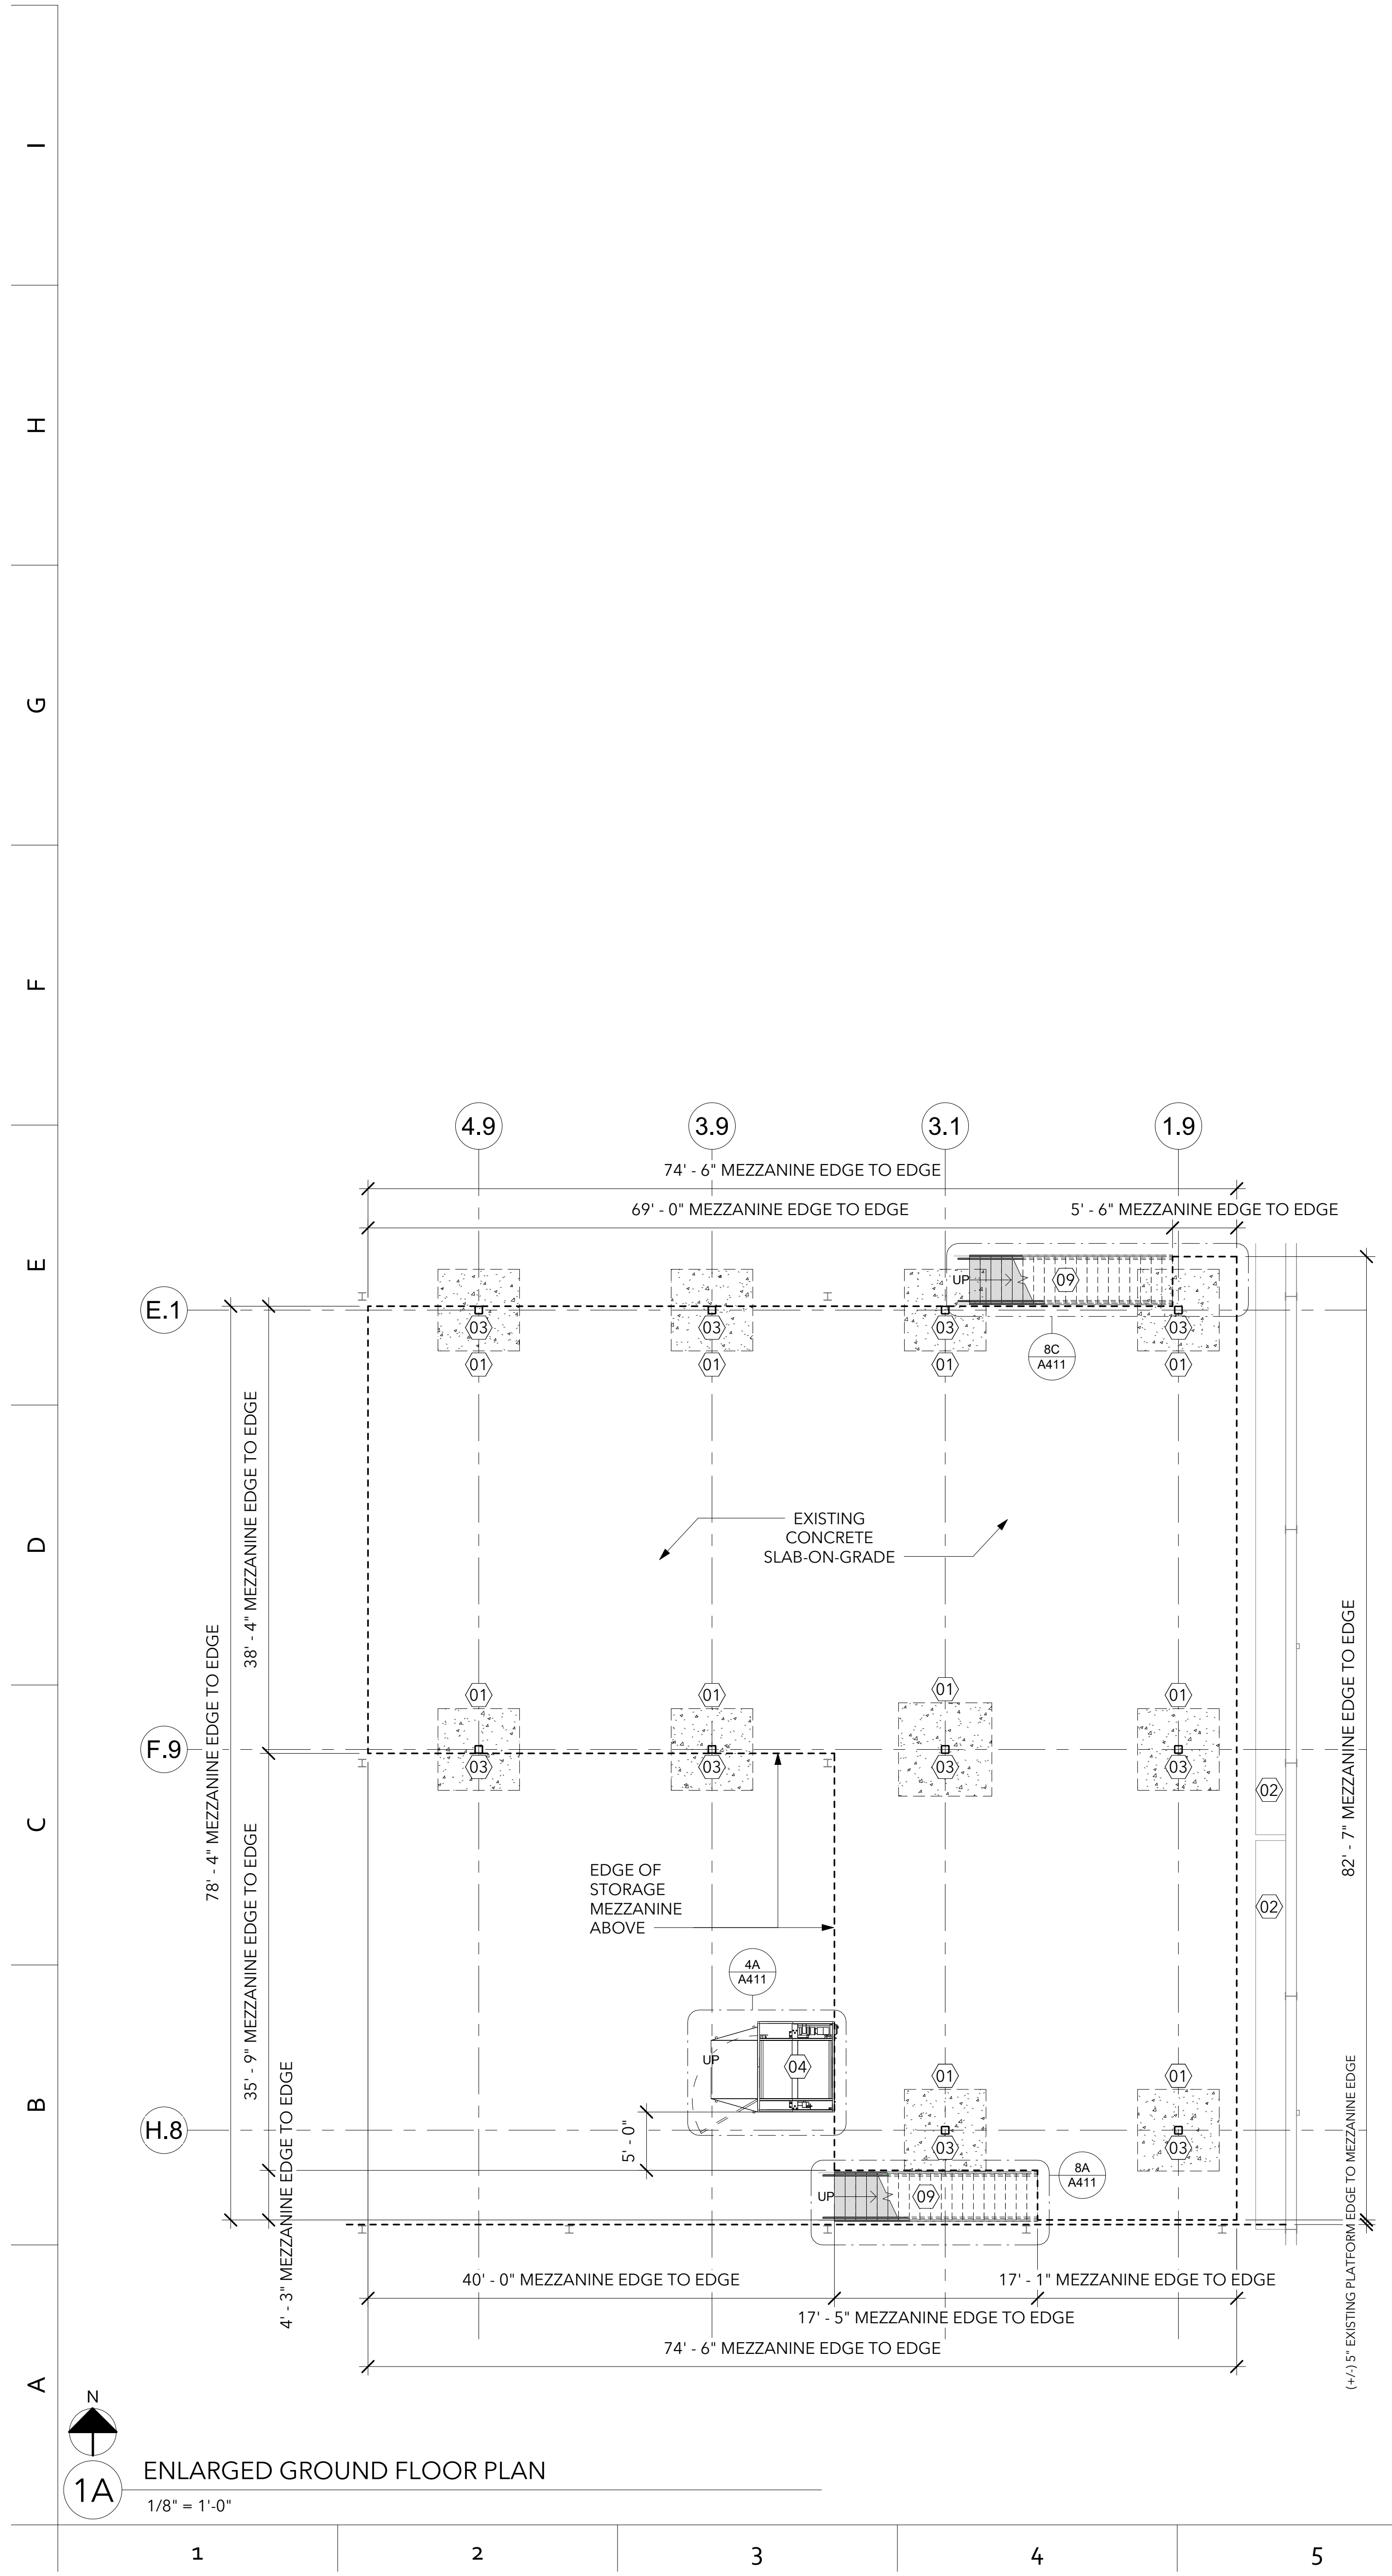 I
H
G
F
E
D
C
B
A
4.9
3.9
3.1
1.9
74' - 6" MEZZANINE EDGE TO EDGE
69' - 0" MEZZANINE EDGE TO EDGE
5' - 6" MEZZANINE EDGE TO EDGE
UP
09
E.1
03
03
03
03
01
01
01
01
8C
A411
38' - 4" MEZZANINE EDGE TO EDGE
78' - 4" MEZZANINE EDGE TO EDGE
EXISTING
CONCRETE
SLAB-ON-GRADE
82' - 7" MEZZANINE EDGE TO EDGE
01
01
01
01
F.9
03
03
03
03
02
02
35' - 9" MEZZANINE EDGE TO EDGE
EDGE OF
STORAGE
MEZZANINE
ABOVE
4A
A411
UP
04
01
01
H.8
03
03
5' - 0"
4' - 3" MEZZANINE EDGE TO EDGE
8A
A411
UP
09
(+/-) 5" EXISTING PLATFORM EDGE TO MEZZANINE EDGE
40' - 0" MEZZANINE EDGE TO EDGE
17' - 1" MEZZANINE EDGE TO EDGE
17' - 5" MEZZANINE EDGE TO EDGE
74' - 6" MEZZANINE EDGE TO EDGE
N
1A
ENLARGED GROUND FLOOR PLAN
1/8" = 1'-0"
1
2
3
4
5